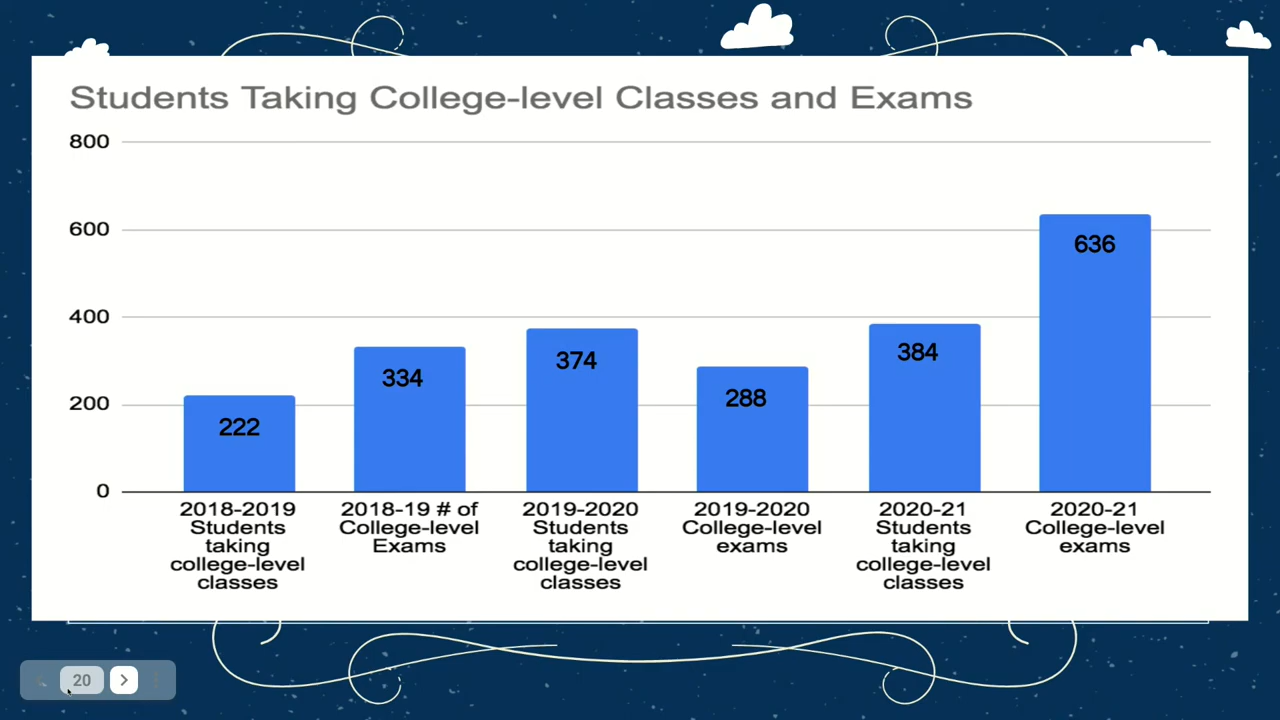 Students Taking College-level Classes and Exams
800
600
400
200
0
222
334
374
288
384
636
2018-2019
Students
taking
college-level
classes
2018-19 # of
College-level
Exams
2019-2020
Students
taking
college-level
classes
2019-2020
College-level
exams
2020-21
Students
taking
college-level
classes
2020-21
College-level
exams
20